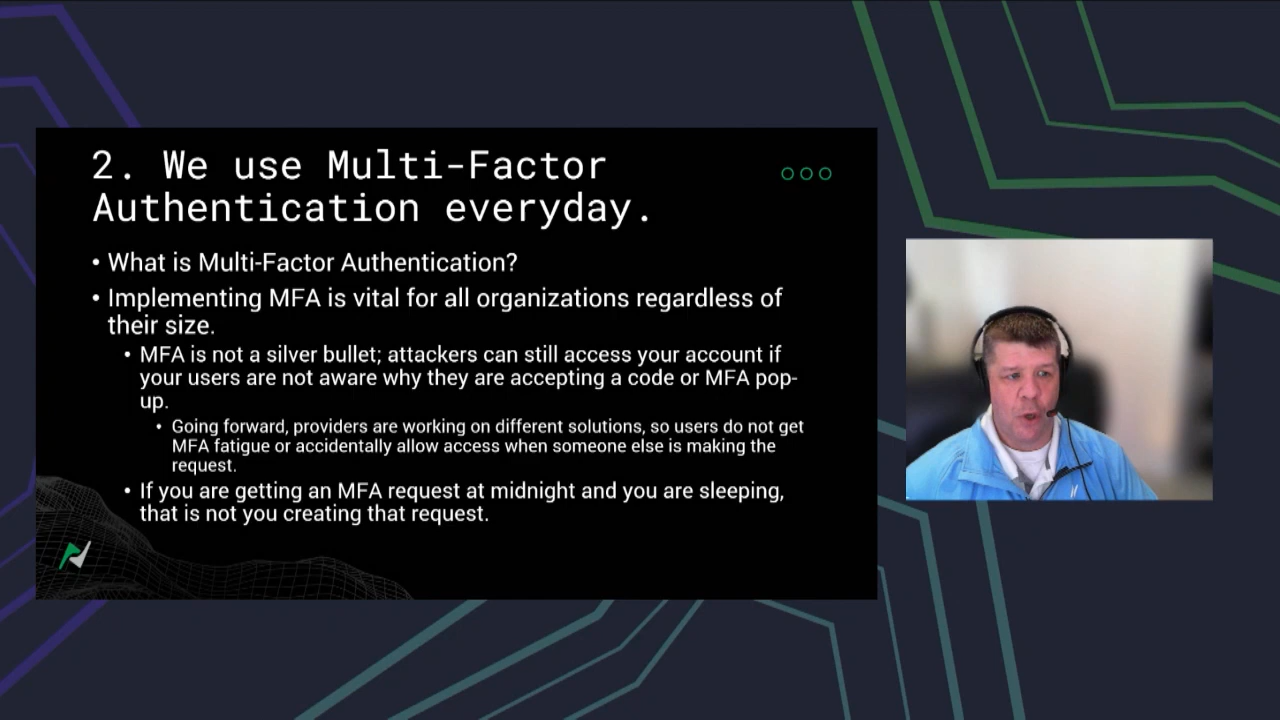 2. We use Multi-Factor
Authentication everyday.
• What is Multi-Factor Authentication?
• Implementing MFA is vital for all organizations regardless of
their size.
• MFA is not a silver bullet; attackers can still access your account if
your users are not aware why they are accepting a code or MFA pop-
up.
• Going forward, providers are working on different solutions, so users do not get
MFA fatigue or accidentally allow access when someone else is making the
request.
• If you are getting an MFA request at midnight and you are sleeping,
that is not you creating that request.